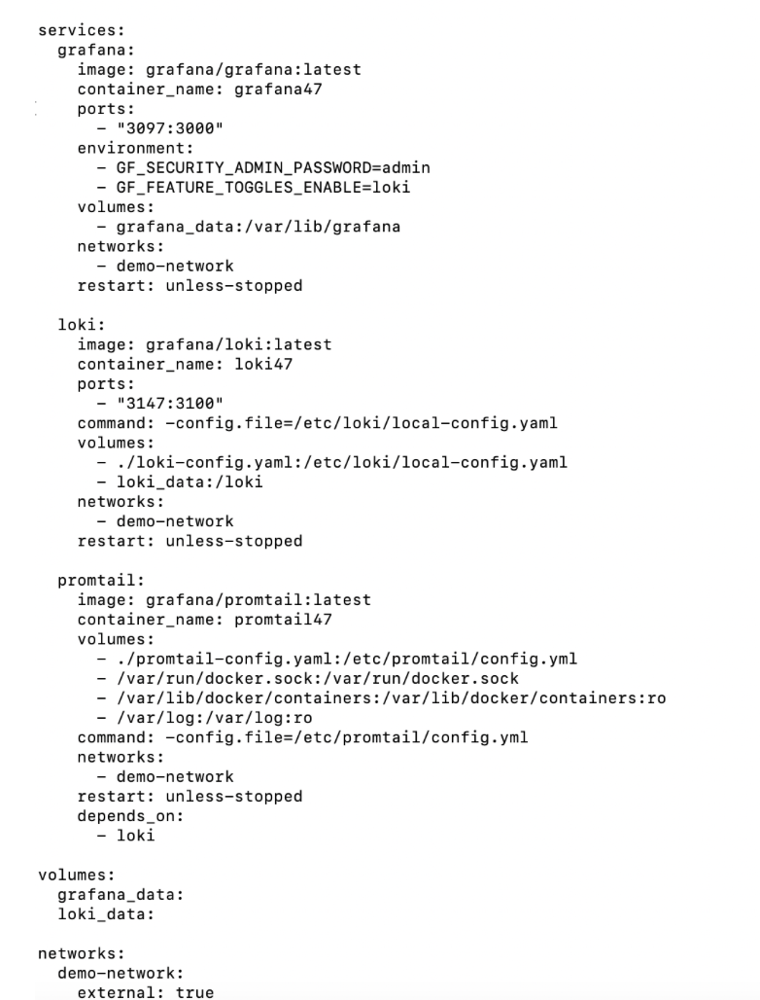 services:
  grafana:
    image: grafana/grafana:latest
    container_name: grafana47
    ports:
      - "3097:3000"
    environment:
      - GF_SECURITY_ADMIN_PASSWORD=admin
      - GF_FEATURE_TOGGLES_ENABLE=loki
    volumes:
      - grafana_data:/var/lib/grafana
    networks:
      - demo-network
    restart: unless-stopped

  loki:
    image: grafana/loki:latest
    container_name: loki47
    ports:
      - "3147:3100"
    command: -config.file=/etc/loki/local-config.yaml
    volumes:
      - ./loki-config.yaml:/etc/loki/local-config.yaml
      - loki_data:/loki
    networks:
      - demo-network
    restart: unless-stopped

  promtail:
    image: grafana/promtail:latest
    container_name: promtail47
    volumes:
      - ./promtail-config.yaml:/etc/promtail/config.yml
      - /var/run/docker.sock:/var/run/docker.sock
      - /var/lib/docker/containers:/var/lib/docker/containers:ro
      - /var/log:/var/log:ro
    command: -config.file=/etc/promtail/config.yml
    networks:
      - demo-network
    restart: unless-stopped
    depends_on:
      - loki

volumes:
  grafana_data:
  loki_data:

networks:
  demo-network:
    external: true